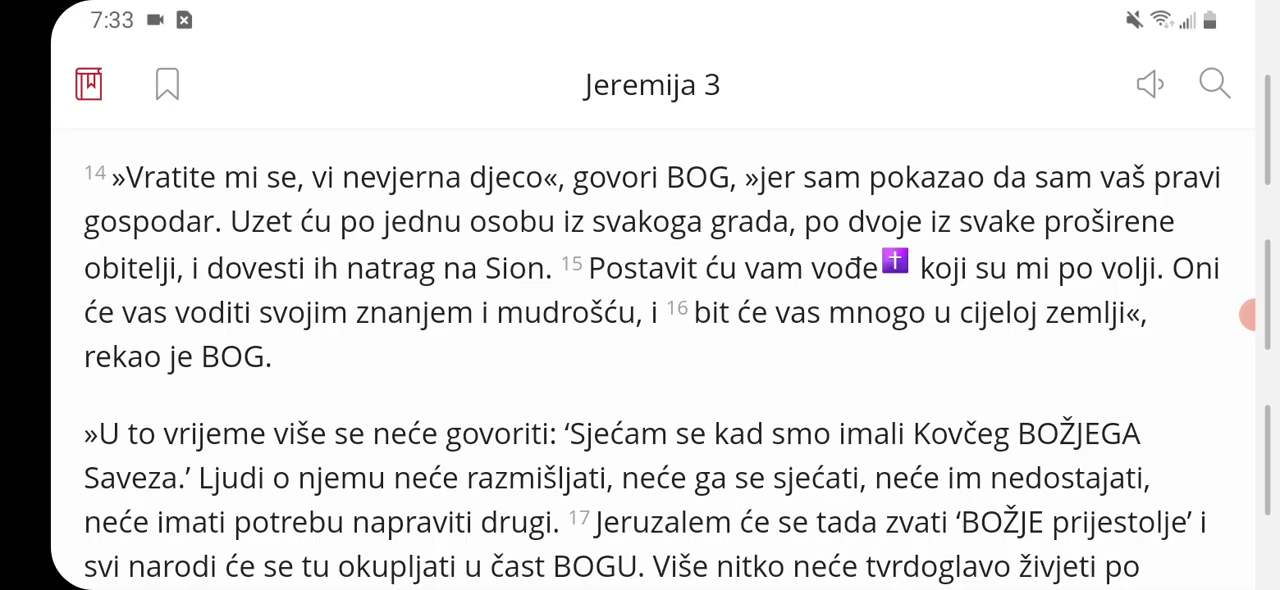 7:33
Jeremija 3
14 »Vratite mi se, vi nevjerna djeco«, govori BOG, »jer sam pokazao da sam vaš pravi
gospodar. Uzet ću po jednu osobu iz svakoga grada, po dvoje iz svake proširene
obitelji, i dovesti ih natrag na Sion. 15 Postavit ću vam vođe✝️ koji su mi po volji. Oni
će vas voditi svojim znanjem i mudrošću, i 16 bit će vas mnogo u cijeloj zemlji«,
rekao je BOG.
»U to vrijeme više se neće govoriti: ‘Sjećam se kad smo imali Kovčeg BOŽJEGA
Saveza.’ Ljudi o njemu neće razmišljati, neće ga se sjećati, neće im nedostajati,
neće imati potrebu napraviti drugi. 17 Jeruzalem će se tada zvati ‘BOŽJE prijestolje’ i
svi narodi će se tu okupljati u čast BOGU. Više nitko neće tvrdoglavo živjeti po